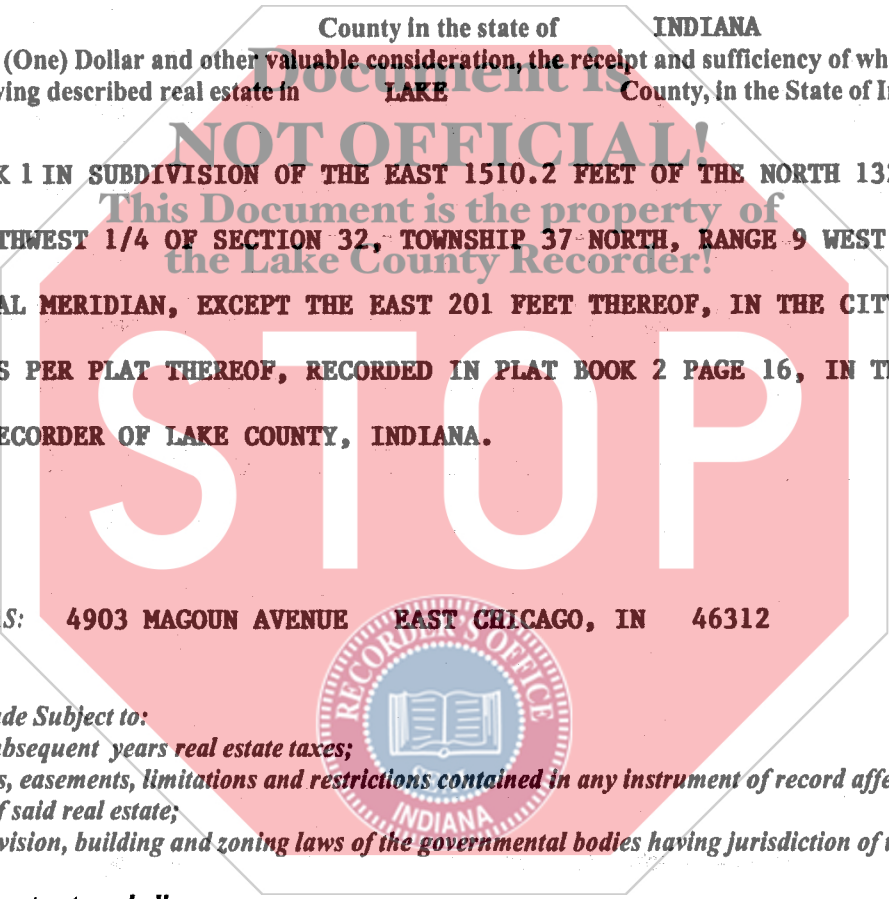 County in the state of INDIANA
(One) Dollar and other valuable consideration, the receipt and sufficiency of wh
ving described real estate in LAKE County, in the State of I
Document is
NOT OFFICIAL!
This Document is the property of
the Lake County Recorder!
K 1 IN SUBDIVISION OF THE EAST 1510.2 FEET OF THE NORTH 13
THWEST 1/4 OF SECTION 32, TOWNSHIP 37 NORTH, RANGE 9 WEST
AL MERIDIAN, EXCEPT THE EAST 201 FEET THEREOF, IN THE CIT
S PER PLAT THEREOF, RECORDED IN PLAT BOOK 2 PAGE 16, IN T
ECORDER OF LAKE COUNTY, INDIANA.
STOP
S: 4903 MAGOUN AVENUE EAST CHICAGO, IN 46312
RECORDER'S OFFICE
SEAL
INDIANA
de Subject to:
bsequent years real estate taxes;
s, easements, limitations and restrictions contained in any instrument of record affe
f said real estate;
vision, building and zoning laws of the governmental bodies having jurisdiction of